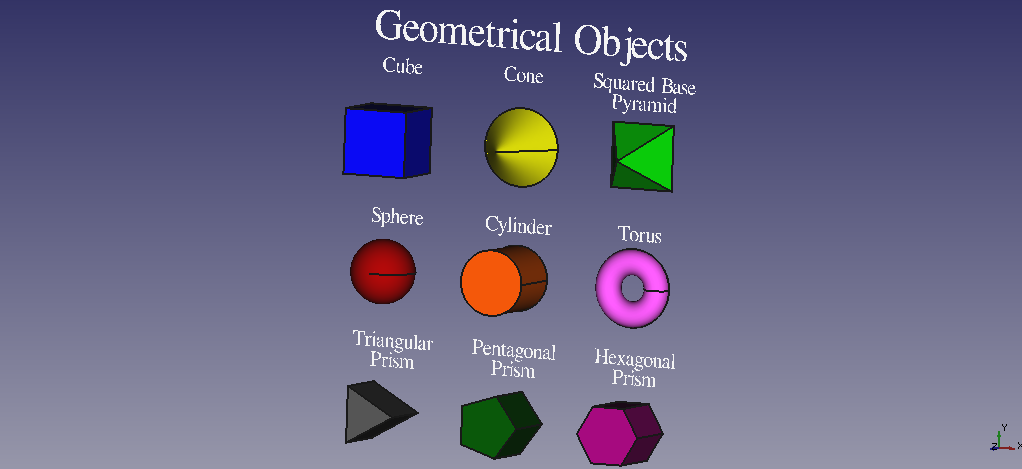 Geometrical Objects
Cube
Cone
Squared Base
Pyramid
Sphere
Cylinder
Torus
Triangular
Prism
Pentagonal
Prism
Hexagonal
Prism
Y
Z
X